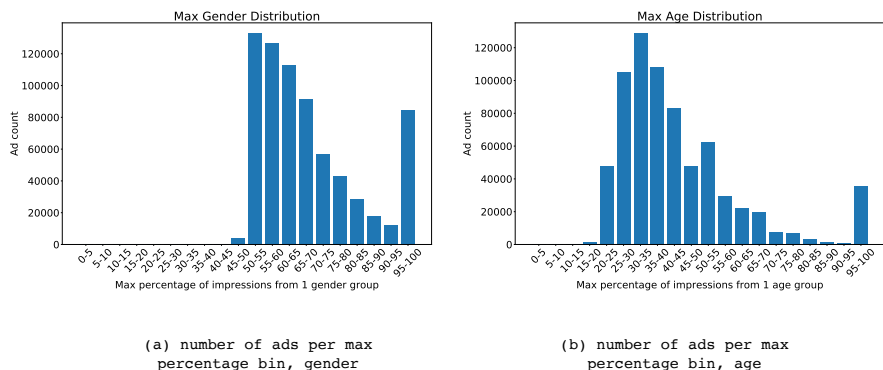 Max Gender Distribution
Ad count
120000
100000
80000
60000
40000
20000
0
0-5 5-10 10-15 15-20 20-25 25-30 30-35 35-40 40-45 45-50 50-55 55-60 60-65 65-70 70-75 75-80 80-85 85-90 90-95 95-100
Max percentage of impressions from 1 gender group
(a) number of ads per max
percentage bin, gender
Max Age Distribution
Ad count
120000
100000
80000
60000
40000
20000
0
0-5 5-10 10-15 15-20 20-25 25-30 30-35 35-40 40-45 45-50 50-55 55-60 60-65 65-70 70-75 75-80 80-85 85-90 90-95 95-100
Max percentage of impressions from 1 age group
(b) number of ads per max
percentage bin, age